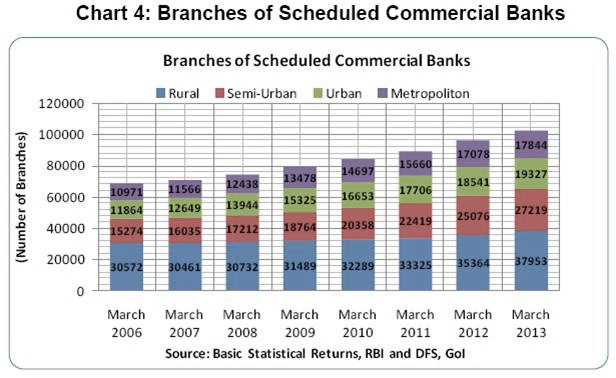 Chart 4: Branches of Scheduled Commercial Banks
Branches of Scheduled Commercial Banks
Rural Semi-Urban Urban Metropoliton
(Number of Branches)
120000
100000
80000
60000
40000
20000
0
10971 11566 12438 13478 14697 15660 17078 17844
11864 12649 13944 15325 16653 17706 18541 19327
15274 16035 17212 18764 20358 22419 25076 27219
30572 30461 30732 31489 32289 33325 35364 37953
March March March March March March March March
2006 2007 2008 2009 2010 2011 2012 2013
Source: Basic Statistical Returns, RBI and DFS, GoI